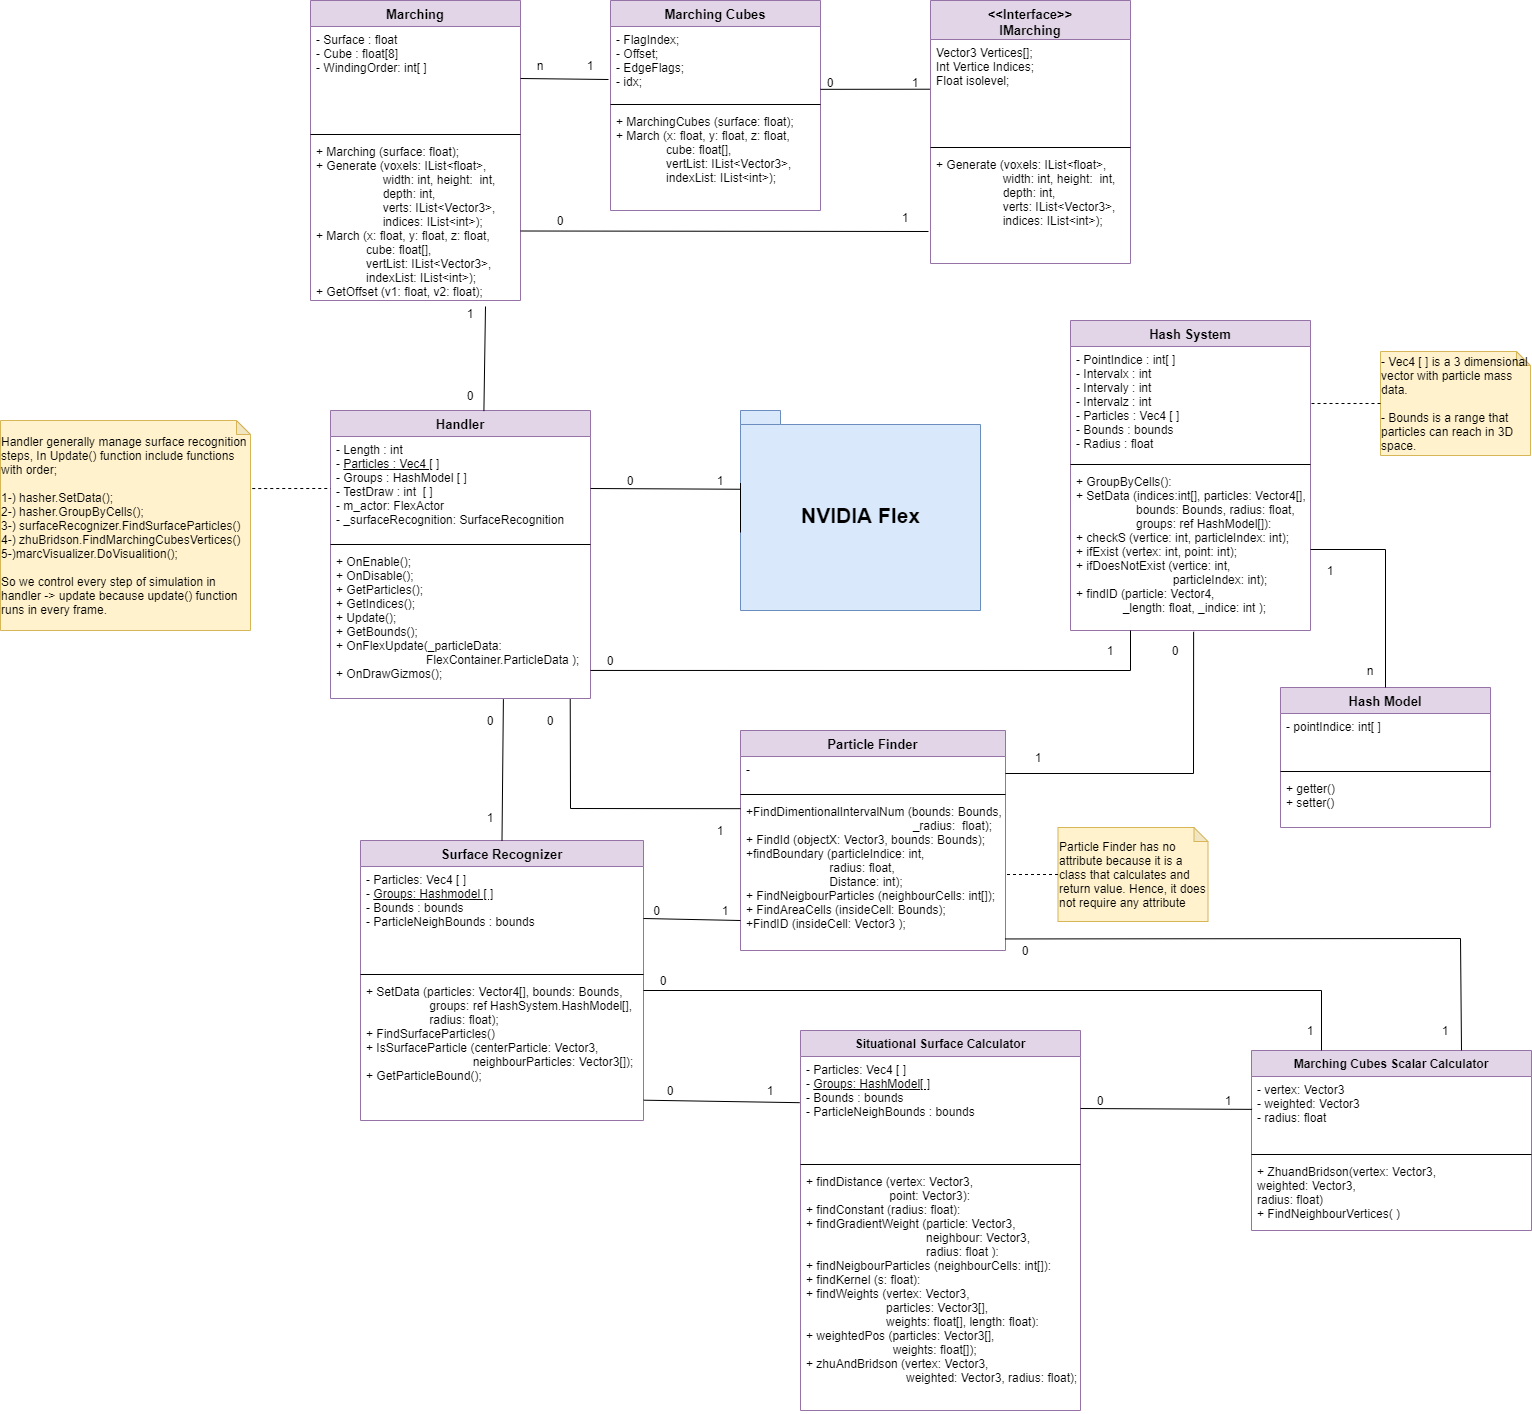 Marching
- Surface : float
- Cube : float[8]
- WindingOrder: int[ ]
+ Marching (surface: float);
+ Generate (voxels: IList<float>,
width: int, height:  int,
depth: int,
verts: IList<Vector3>,
indices: IList<int>);
+ March (x: float, y: float, z: float,
cube: float[],
vertList: IList<Vector3>,
indexList: IList<int>);
+ GetOffset (v1: float, v2: float);
n
1
Marching Cubes
- FlagIndex;
- Offset;
- EdgeFlags;
- idx;
+ MarchingCubes (surface: float);
+ March (x: float, y: float, z: float,
cube: float[],
vertList: IList<Vector3>,
indexList: IList<int>);
0
1
<<Interface>>
IMarching
Vector3 Vertices[];
Int Vertice Indices;
Float isolevel;
+ Generate (voxels: IList<float>,
width: int, height:  int,
depth: int,
verts: IList<Vector3>,
indices: IList<int>);
0
1
1
0
Handler generally manage surface recognition
steps, In Update() function include functions
with order;
1-) hasher.SetData();
2-) hasher.GroupByCells();
3-) surfaceRecognizer.FindSurfaceParticles()
4-) zhuBridson.FindMarchingCubesVertices()
5-)marcVisualizer.DoVisualition();
So we control every step of simulation in
handler -> update because update() function
runs in every frame.
Handler
- Length : int
- Particles : Vec4 [ ]
- Groups : HashModel [ ]
- TestDraw : int  [ ]
- m_actor: FlexActor
- _surfaceRecognition: SurfaceRecognition
+ OnEnable();
+ OnDisable();
+ GetParticles();
+ GetIndices();
+ Update();
+ GetBounds();
+ OnFlexUpdate(_particleData:
FlexContainer.ParticleData );
+ OnDrawGizmos();
0
1
NVIDIA Flex
Hash System
- PointIndice : int[ ]
- Intervalx : int
- Intervaly : int
- Intervalz : int
- Particles : Vec4 [ ]
- Bounds : bounds
- Radius : float
+ GroupByCells():
+ SetData (indices:int[], particles: Vector4[],
bounds: Bounds, radius: float,
groups: ref HashModel[]):
+ checkS (vertice: int, particleIndex: int);
+ ifExist (vertex: int, point: int);
+ ifDoesNotExist (vertice: int,
particleIndex: int);
+ findID (particle: Vector4,
_length: float, _indice: int );
- Vec4 [ ] is a 3 dimensional
vector with particle mass
data.
- Bounds is a range that
particles can reach in 3D
space.
1
n
0
1
0
1
Hash Model
- pointIndice: int[ ]
+ getter()
+ setter()
0
1
0
1
Particle Finder
-
+FindDimentionalIntervalNum (bounds: Bounds,
_radius:  float);
+ FindId (objectX: Vector3, bounds: Bounds);
+findBoundary (particleIndice: int,
radius: float,
Distance: int);
+ FindNeigbourParticles (neighbourCells: int[]);
+ FindAreaCells (insideCell: Bounds);
+FindID (insideCell: Vector3 );
Particle Finder has no
attribute because it is a
class that calculates and
return value. Hence, it does
not require any attribute
Surface Recognizer
- Particles: Vec4 [ ]
- Groups: Hashmodel [ ]
- Bounds : bounds
- ParticleNeighBounds : bounds
+ SetData (particles: Vector4[], bounds: Bounds,
groups: ref HashSystem.HashModel[],
radius: float);
+ FindSurfaceParticles()
+ IsSurfaceParticle (centerParticle: Vector3,
neighbourParticles: Vector3[]);
+ GetParticleBound();
0
1
0
1
0
1
0
1
Situational Surface Calculator
- Particles: Vec4 [ ]
- Groups: HashModel[ ]
- Bounds : bounds
- ParticleNeighBounds : bounds
+ findDistance (vertex: Vector3,
point: Vector3):
+ findConstant (radius: float):
+ findGradientWeight (particle: Vector3,
neighbour: Vector3,
radius: float ):
+ findNeigbourParticles (neighbourCells: int[]):
+ findKernel (s: float):
+ findWeights (vertex: Vector3,
particles: Vector3[],
weights: float[], length: float):
+ weightedPos (particles: Vector3[],
weights: float[]);
+ zhuAndBridson (vertex: Vector3,
weighted: Vector3, radius: float);
0
1
Marching Cubes Scalar Calculator
- vertex: Vector3
- weighted: Vector3
- radius: float
+ ZhuandBridson(vertex: Vector3,
weighted: Vector3,
radius: float)
+ FindNeighbourVertices( )